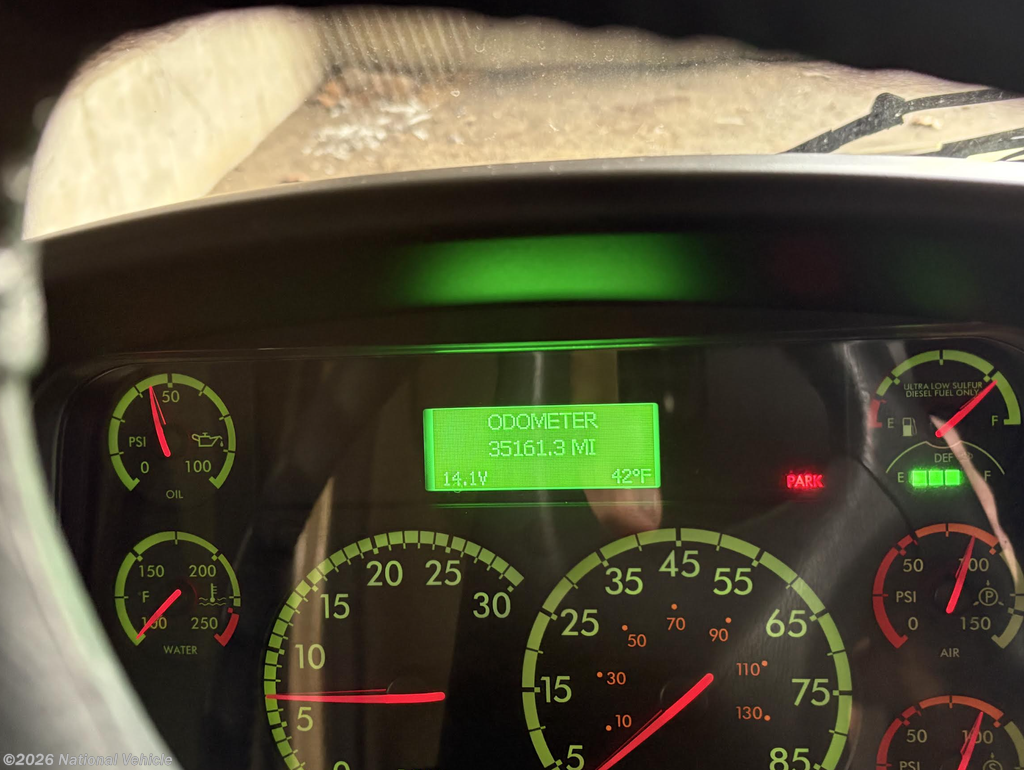 ODOMETER
35161.3 MI
14.1V 42°F
PARK
50
PSI
0 100
OIL
ULTRA LOW SULFUR
DIESEL FUEL ONLY
E F
DEF
E F
150 200
°F
100 250
WATER
5 10 15 20 25 30
5 15 25 35 45 55 65 75 85
10 30 50 70 90 110 130
50 100
PSI P
0 150
AIR
50 100
PSI
©2026 National Vehicle